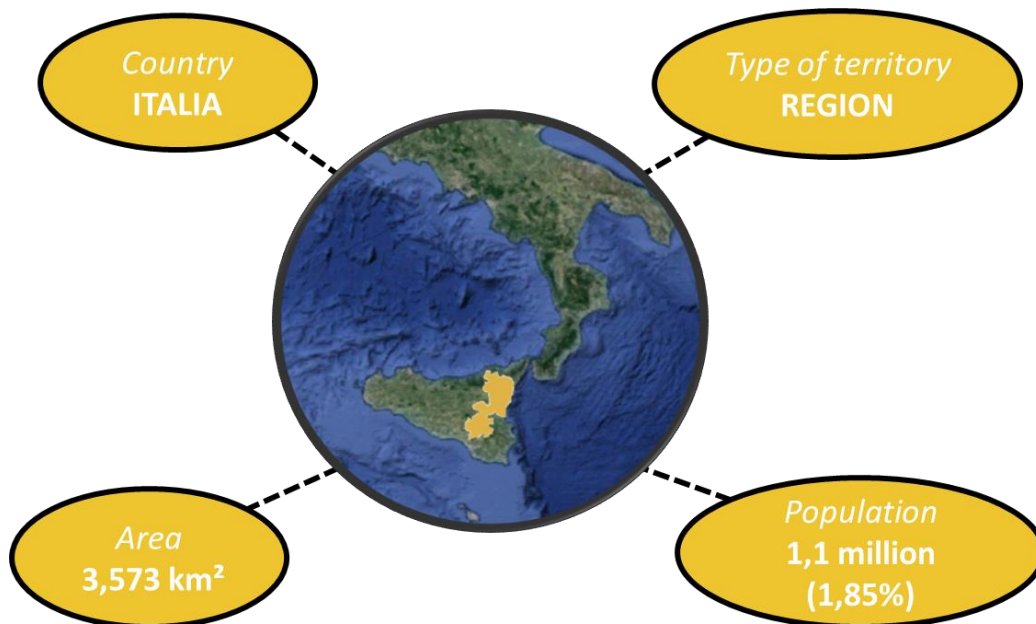 Country
ITALIA
Type of territory
REGION
Area
3,573 km²
Population
1,1 million
(1,85%)